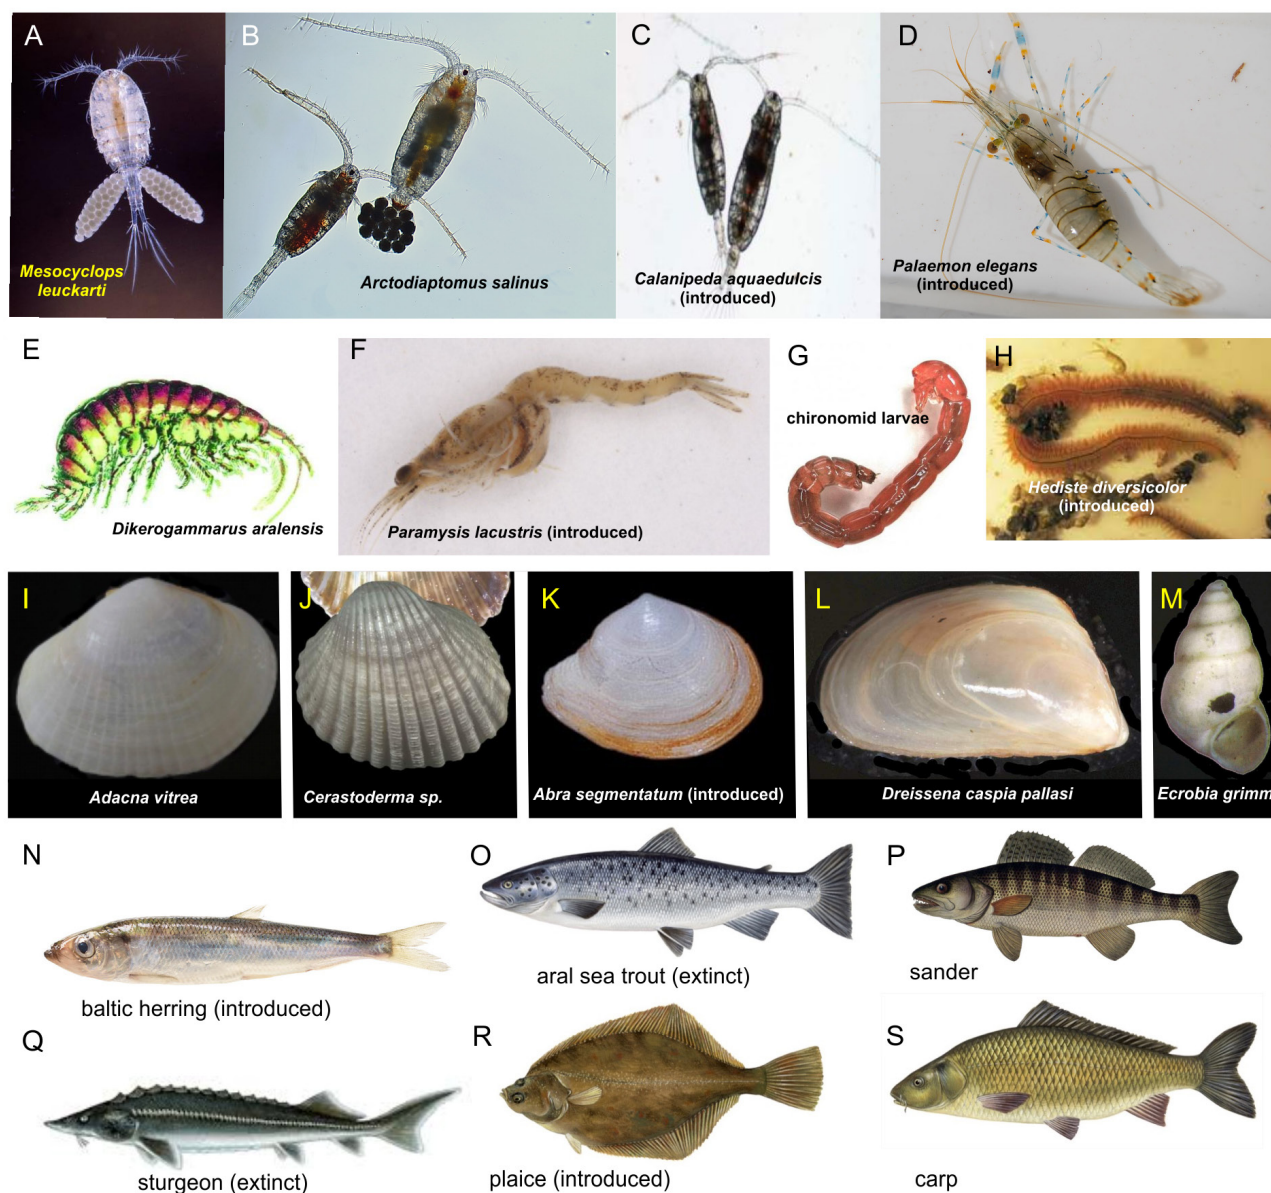 A
B
C
D
Mesocyclops
leuckarti
Arctodiaptomus salinus
Calanipeda aquaedulcis
(introduced)
Palaemon elegans
(introduced)
E
F
G
H
chironomid larvae
Dikerogammarus aralensis
Paramysis lacustris (introduced)
Hediste diversicolor
(introduced)
I
J
K
L
M
Adacna vitrea
Cerastoderma sp.
Abra segmentatum (introduced)
Dreissena caspia pallasi
Ecrobia grimm
N
O
P
baltic herring (introduced)
aral sea trout (extinct)
sander
Q
R
S
sturgeon (extinct)
plaice (introduced)
carp